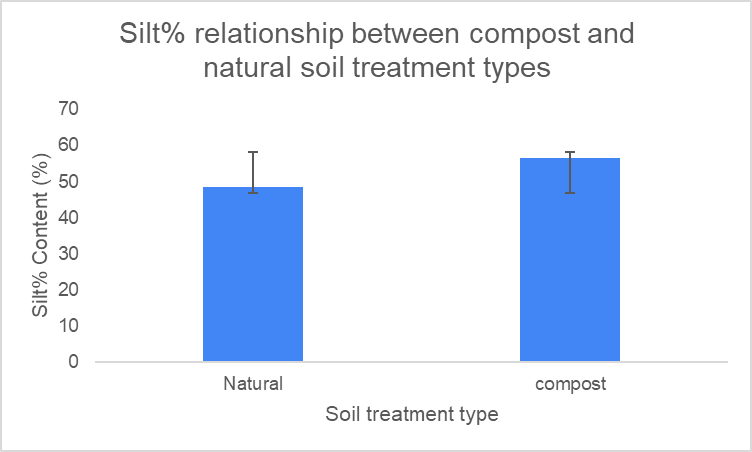 Silt% relationship between compost and
natural soil treatment types
Silt% Content (%)
70
60
50
40
30
20
10
0
Natural
compost
Soil treatment type